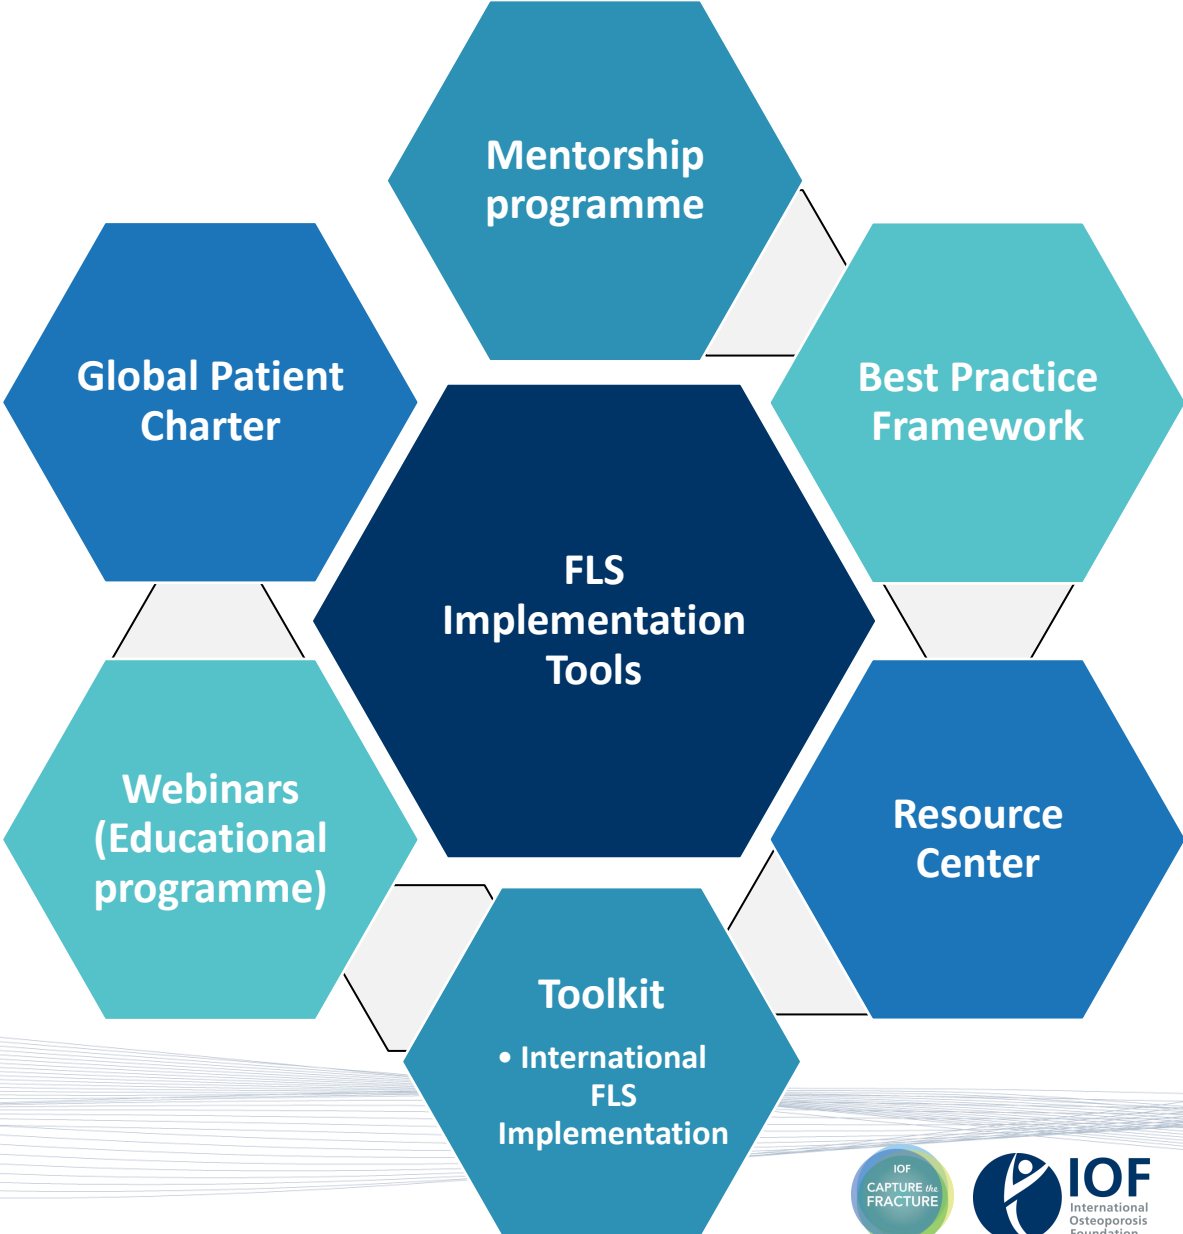 Mentorship
programme
Global Patient
Charter
Best Practice
Framework
FLS
Implementation
Tools
Webinars
(Educational
programme)
Resource
Center
Toolkit
• International
FLS
Implementation
IOF
CAPTURE the
FRACTURE
IOF
International
Osteoporosis
Foundation